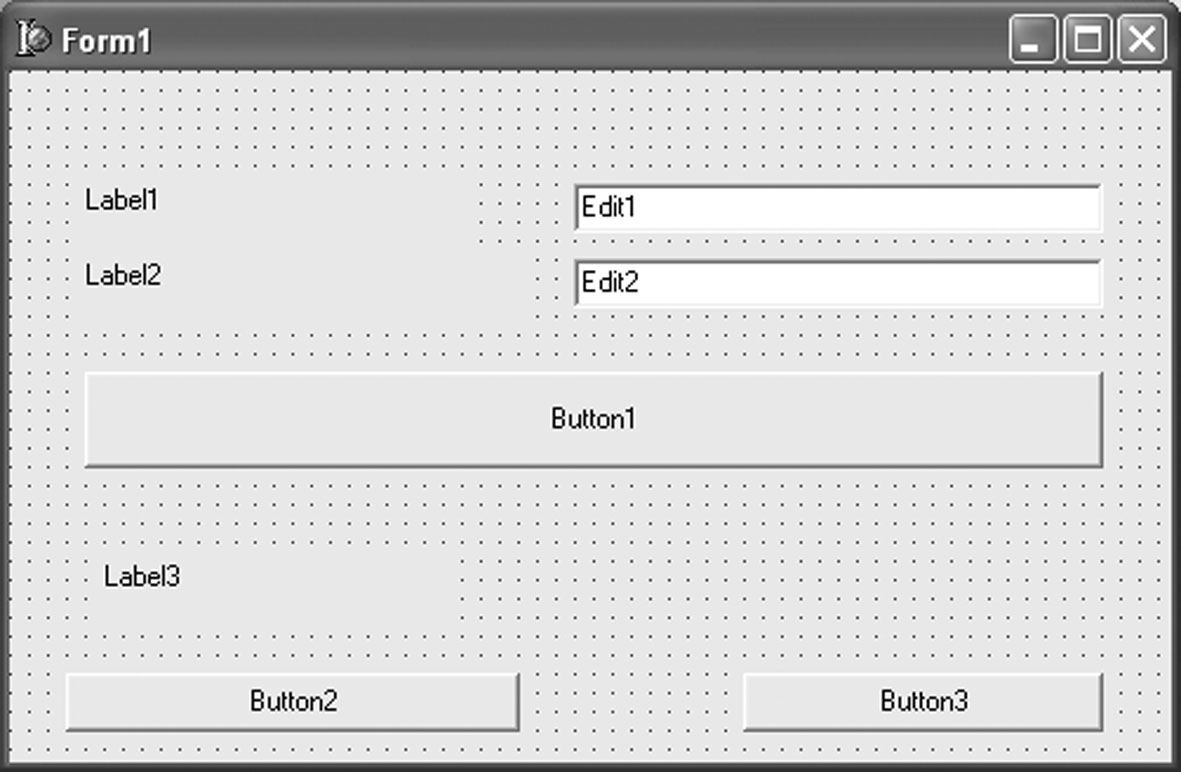 Form1
Label1
Edit1
Label2
Edit2
Button1
Label3
Button2
Button3